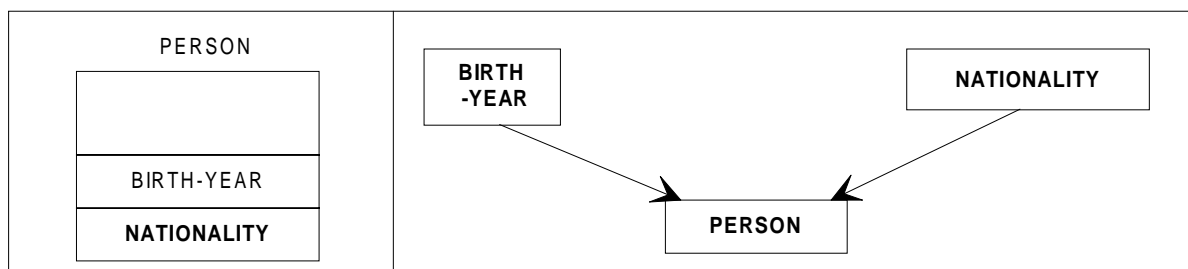 PERSON
BIRTH-YEAR
NATIONALITY
BIRTH
-YEAR
NATIONALITY
PERSON